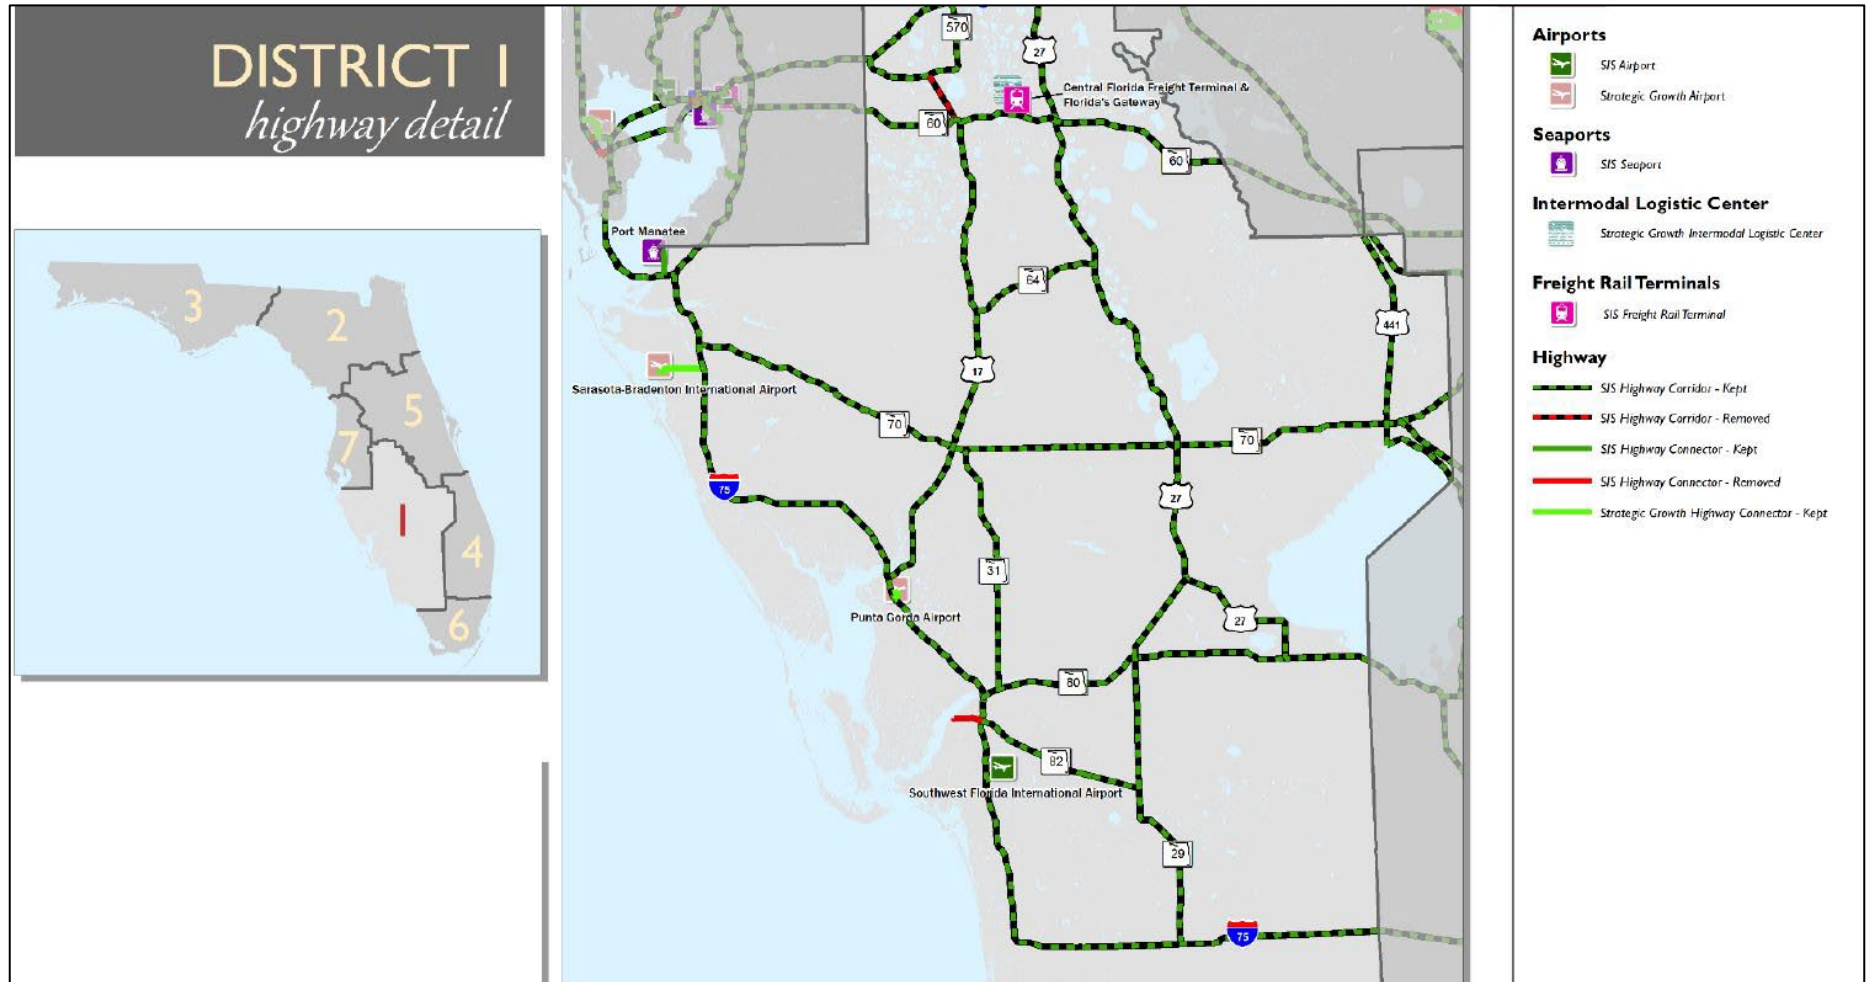 DISTRICT 1
highway detail
3
2
5
7
1
4
6
570
27
Central Florida Freight Terminal &
Florida's Gateway
60
60
Port Manatee
64
441
17
Sarasota-Bradenton International Airport
70
70
75
27
31
Punta Gorda Airport
27
80
82
Southwest Florida International Airport
29
75
Airports
SIS Airport
Strategic Growth Airport
Seaports
SIS Seaport
Intermodal Logistic Center
Strategic Growth Intermodal Logistic Center
Freight Rail Terminals
SIS Freight Rail Terminal
Highway
SIS Highway Corridor - Kept
SIS Highway Corridor - Removed
SIS Highway Connector - Kept
SIS Highway Connector - Removed
Strategic Growth Highway Connector - Kept